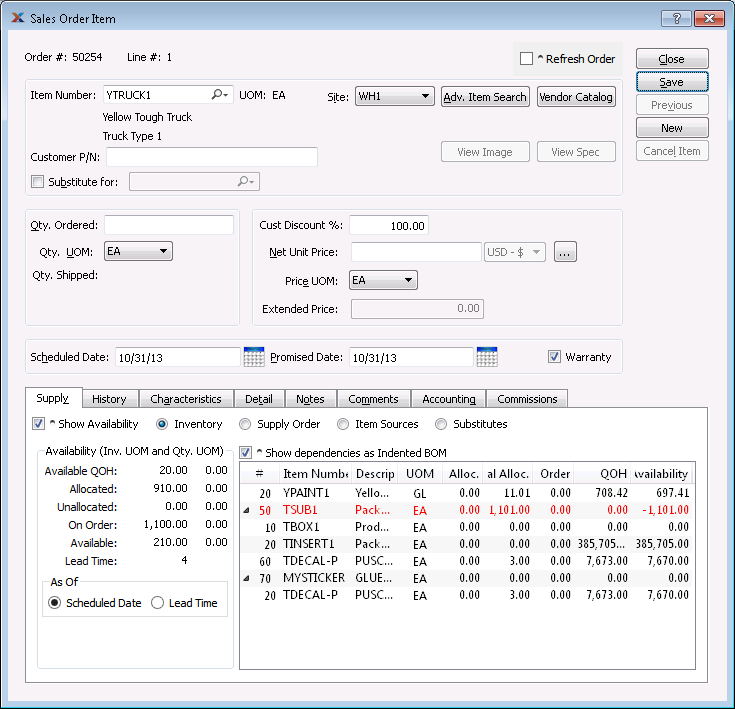 Sales Order Item
Order #: 50254 Line #: 1
^ Refresh Order
Close
Save
Previous
New
Cancel Item
Item Number: YTRUCK1 UOM: EA Site: WH1 Adv. Item Search Vendor Catalog
Yellow Tough Truck
Truck Type 1
Customer P/N: View Image View Spec
Substitute for:
Qty. Ordered:
Qty. UOM: EA
Qty. Shipped:
Cust Discount %: 100.00
Net Unit Price: USD - $ ...
Price UOM: EA
Extended Price: 0.00
Scheduled Date: 10/31/13 Promised Date: 10/31/13 Warranty
Supply History Characteristics Detail Notes Comments Accounting Commissions
^ Show Availability Inventory Supply Order Item Sources Substitutes
Availability (Inv. UOM and Qty. UOM)
Available QOH: 20.00 0.00
Allocated: 910.00 0.00
Unallocated: 0.00 0.00
On Order: 1,100.00 0.00
Available: 210.00 0.00
Lead Time: 4
As Of
Scheduled Date Lead Time
^ Show dependencies as Indented BOM
# Item Numbe Descrip UOM Alloc. al Alloc. Order QOH vailability
20 YPAINT1 Yello... GL 0.00 11.01 0.00 708.42 697.41
50 TSUB1 Pack... EA 0.00 1,101.00 0.00 0.00 -1,101.00
10 TBOX1 Prod... EA 0.00 0.00 0.00 0.00 0.00
20 TINSERT1 Pack... EA 0.00 0.00 0.00 385,705... 385,705.00
60 TDECAL-P PUSC... EA 0.00 3.00 0.00 7,673.00 7,670.00
70 MYSTICKER GLUE... EA 0.00 0.00 0.00 0.00 0.00
20 TDECAL-P PUSC... EA 0.00 3.00 0.00 7,673.00 7,670.00